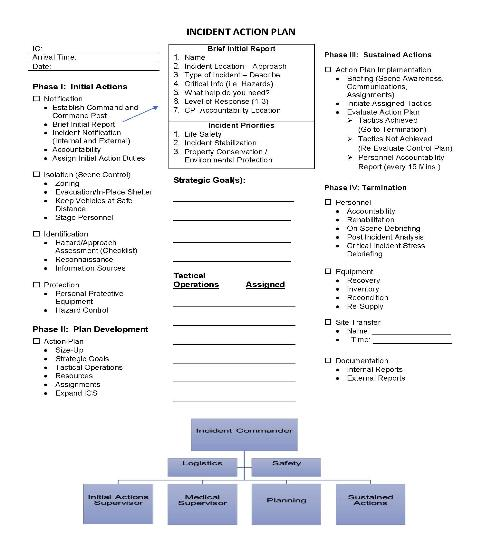 INCIDENT ACTION PLAN
IC:
Arrival Time:
Date:
Phase I: Initial Actions
Notification
Establish Command and
Command Post
Brief Initial Report
Incident Notification
(Internal and External)
Accountability
Assign Initial Action Duties
Isolation (Scene Control)
Zoning
Evacuation/In-Place Shelter
Keep Vehicles at Safe
Distance
Stage Personnel
Identification
Hazard/Approach
Assessment (Checklist)
Reconnaissance
Information Sources
Protection
Personal Protective
Equipment
Hazard Control
Phase II: Plan Development
Action Plan
Size-Up
Strategic Goals
Tactical Operations
Resources
Assignments
Expand ICS
Brief Initial Report
1. Name
2. Incident Location – Approach
3. Type of Incident – Describe
4. Critical Info (i.e. Hazards)
5. What help do you need?
6. Level of Response (1-3)
7. CP Accountability Location
Incident Priorities
1. Life Safety
2. Incident Stabilization
3. Property Conservation /
Environmental Protection
Strategic Goal(s):
Tactical
Operations Assigned
Phase III: Sustained Actions
Action Plan Implementation
Briefing (Scene Awareness,
Communications,
Assignments)
Initiate Assigned Tactics
Evaluate Action Plan
Tactics Achieved
(Go to Termination)
Tactics Not Achieved
(Re Evaluate Control Plan)
Personnel Accountability
Report (every 15 Mins.)
Phase IV: Termination
Personnel
Accountability
Rehabilitation
On Scene Debriefing
Post Incident Analysis
Critical Incident Stress
Debriefing
Equipment
Recovery
Inventory
Recondition
Re-Supply
Site Transfer
Name:
Time:
Documentation
Internal Reports
External Reports
Incident Commander
Logistics
Safety
Initial Actions
Supervisor
Medical
Supervisor
Planning
Sustained
Actions